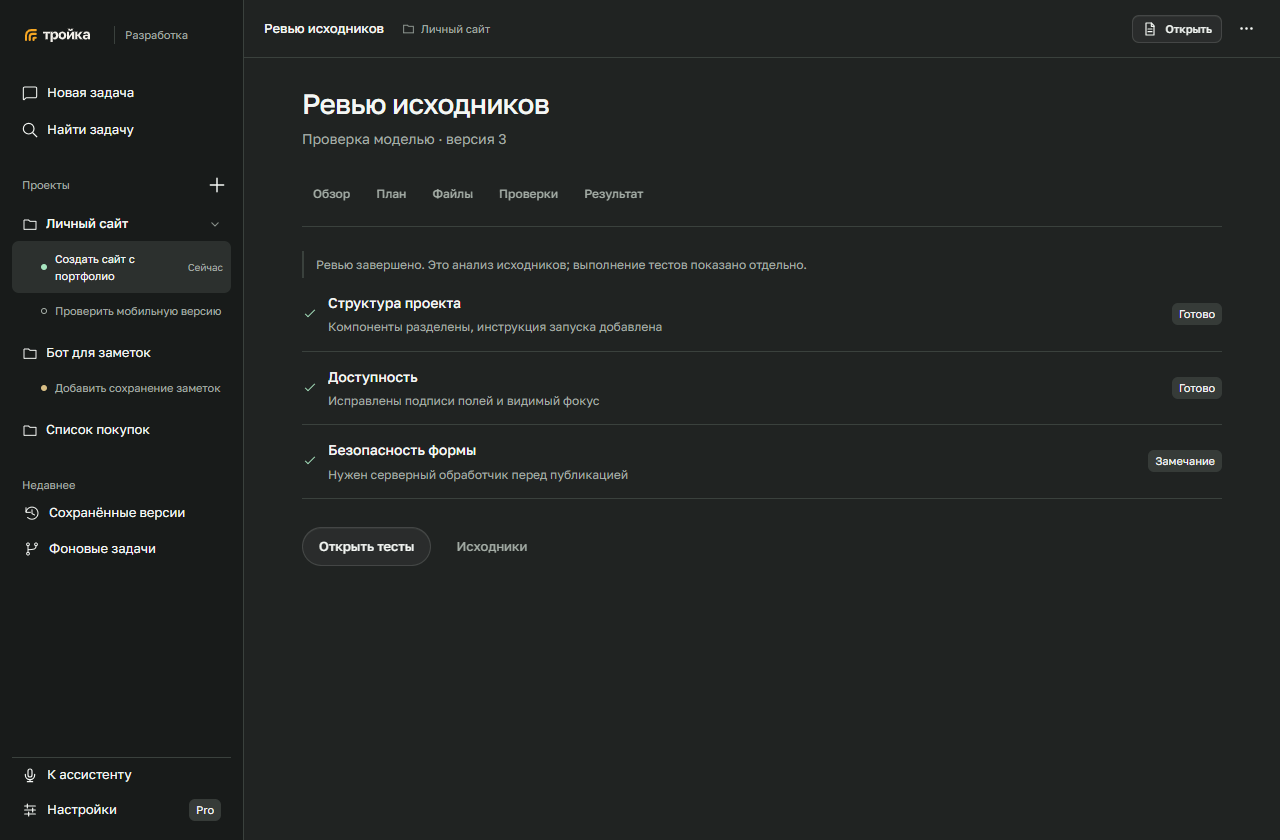 тройка
Разработка
Новая задача
Найти задачу
Проекты
Личный сайт
Создать сайт с
портфолио
Сейчас
Проверить мобильную версию
Бот для заметок
Добавить сохранение заметок
Список покупок
Недавнее
Сохранённые версии
Фоновые задачи
К ассистенту
Настройки
Pro
Ревью исходников
Личный сайт
Открыть
Ревью исходников
Проверка моделью · версия 3
Обзор План Файлы Проверки Результат
Ревью завершено. Это анализ исходников; выполнение тестов показано отдельно.
Структура проекта
Компоненты разделены, инструкция запуска добавлена
Готово
Доступность
Исправлены подписи полей и видимый фокус
Готово
Безопасность формы
Нужен серверный обработчик перед публикацией
Замечание
Открыть тесты
Исходники